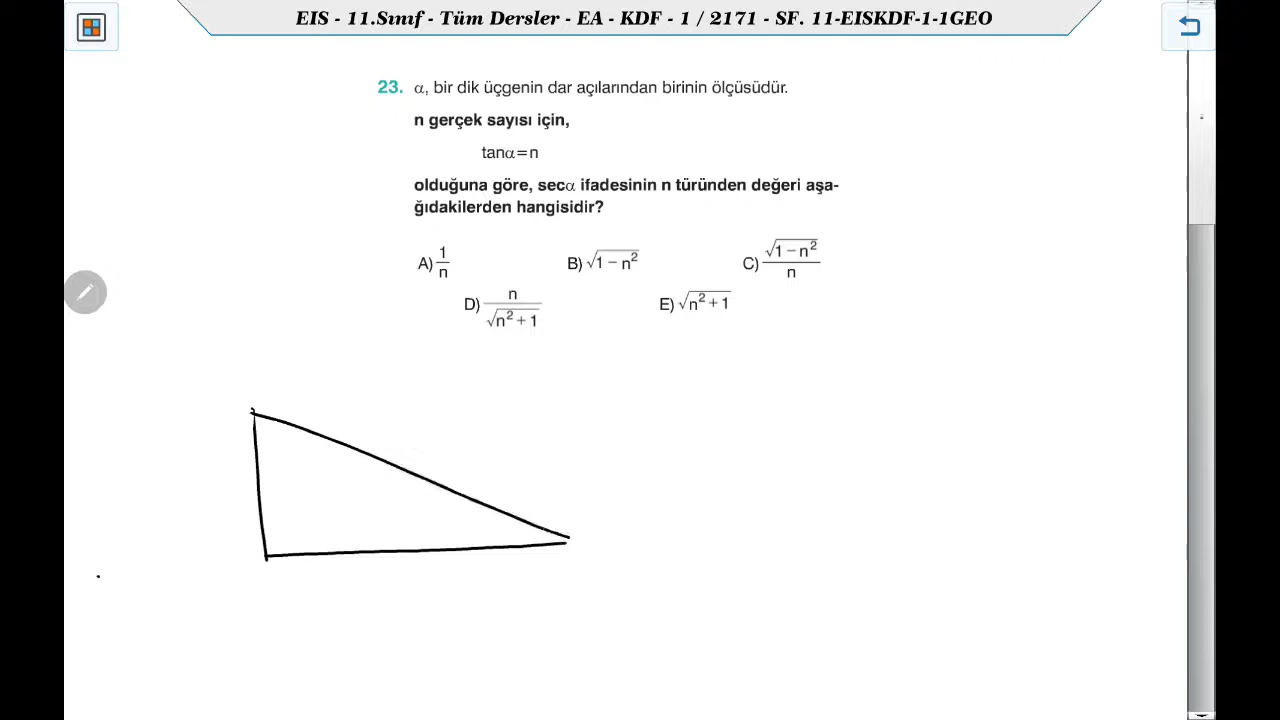 EIS - 11.Sınıf - Tüm Dersler - EA - KDF - 1 / 2171 - SF. 11-EISKDF-1-1GEO
23. α, bir dik üçgenin dar açılarından birinin ölçüsüdür.
n gerçek sayısı için,
tanα=n
olduğuna göre, secα ifadesinin n türünden değeri aşa-
ğıdakilerden hangisidir?
A) 1/n B) √(1 − n²) C) √(1 − n²)/n
D) n/√(n² + 1) E) √(n² + 1)